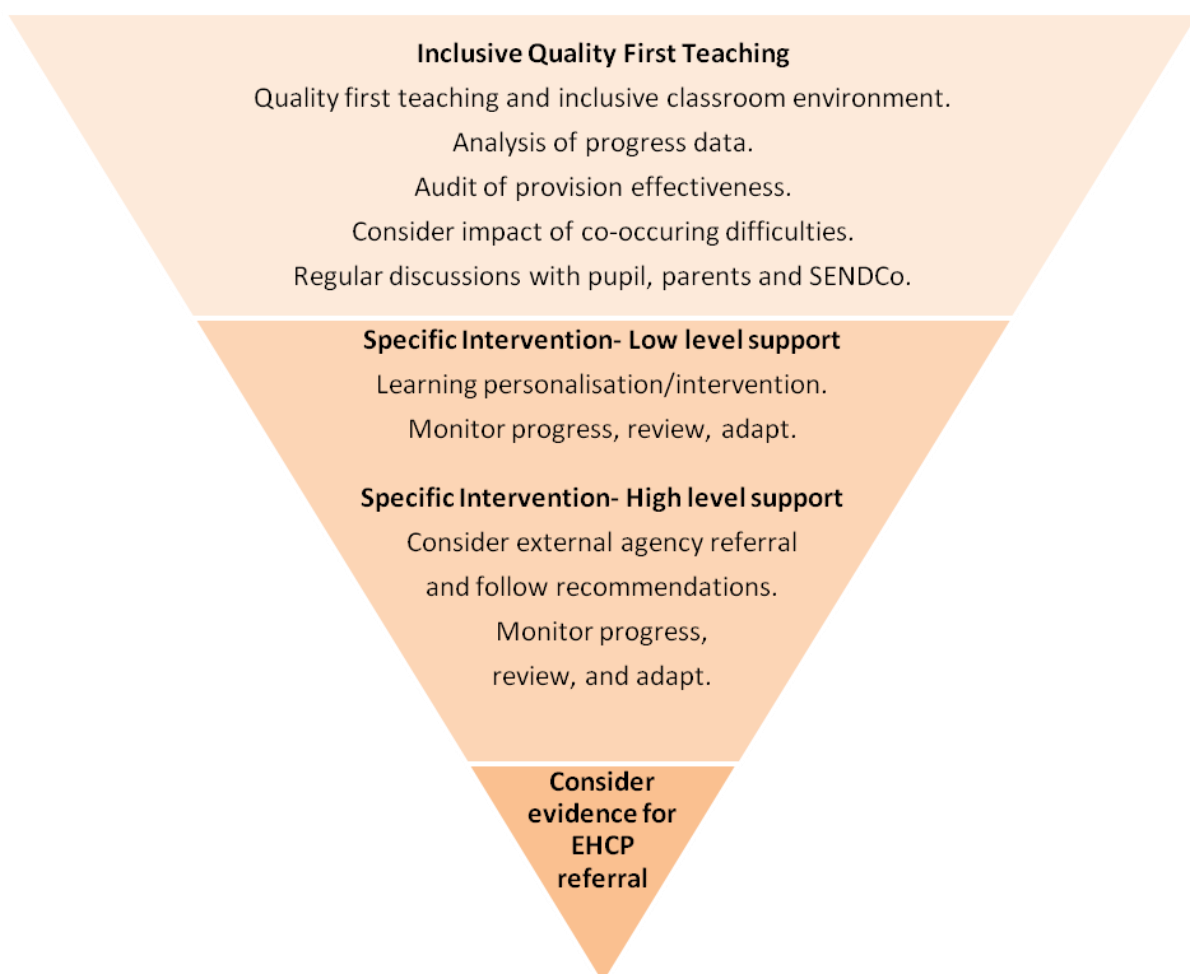 Inclusive Quality First Teaching
Quality first teaching and inclusive classroom environment.
Analysis of progress data.
Audit of provision effectiveness.
Consider impact of co-occuring difficulties.
Regular discussions with pupil, parents and SENDCo.
Specific Intervention- Low level support
Learning personalisation/intervention.
Monitor progress, review, adapt.
Specific Intervention- High level support
Consider external agency referral
and follow recommendations.
Monitor progress,
review, and adapt.
Consider
evidence for
EHCP
referral